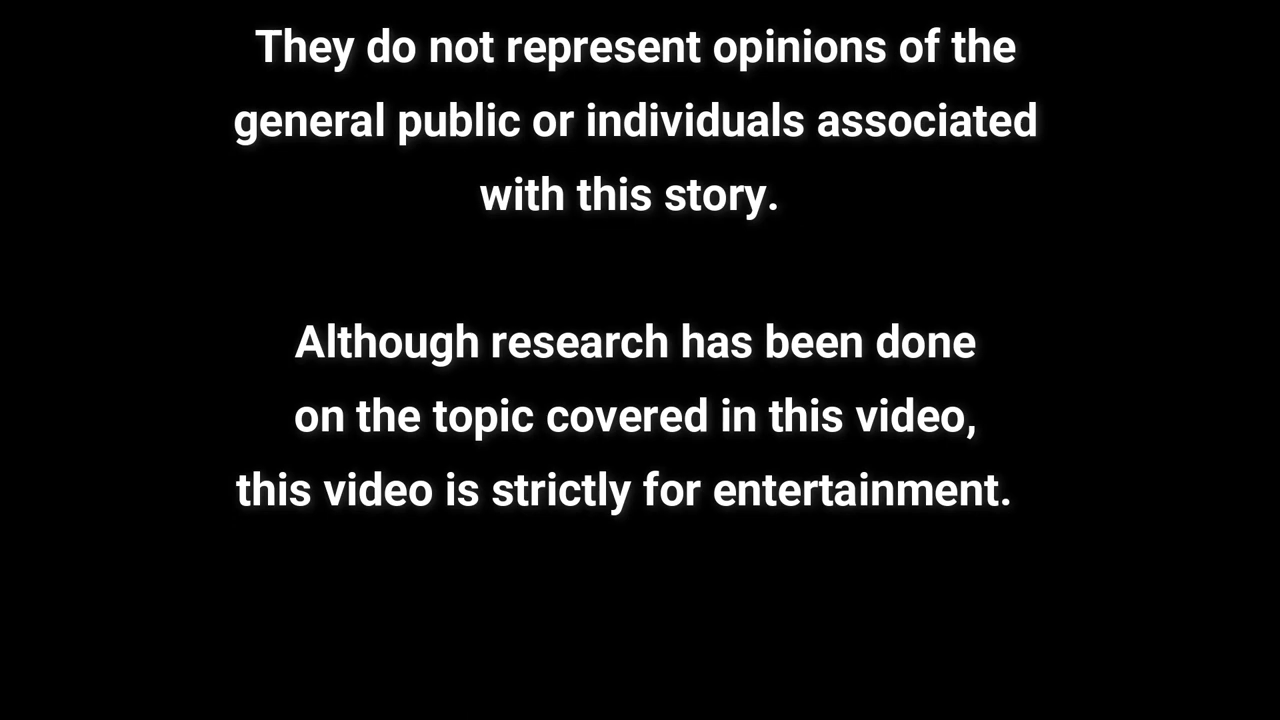 They do not represent opinions of the
general public or individuals associated
with this story.
Although research has been done
on the topic covered in this video,
this video is strictly for entertainment.